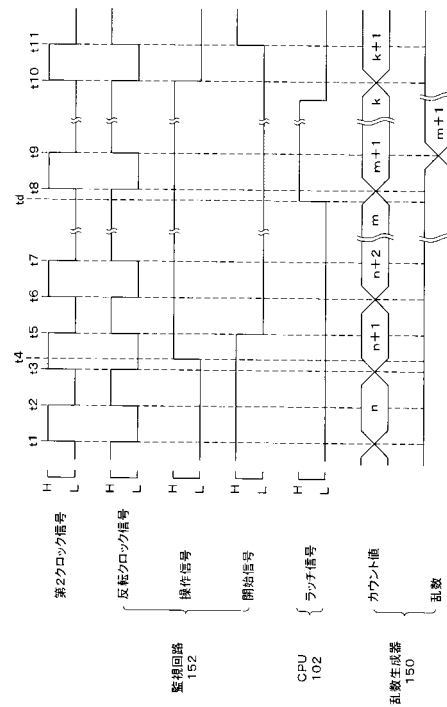 t1 t2 t3 t4 t5 t6 t7 td t8 t9 t10 t11
第2クロック信号 H L
反転クロック信号
操作信号 H L
開始信号 H L
ラッチ信号 H L
監視回路
152
CPU
102
カウント値 n n+1 n+2 m m+1 k k+1
乱数 m+1
乱数生成器
150